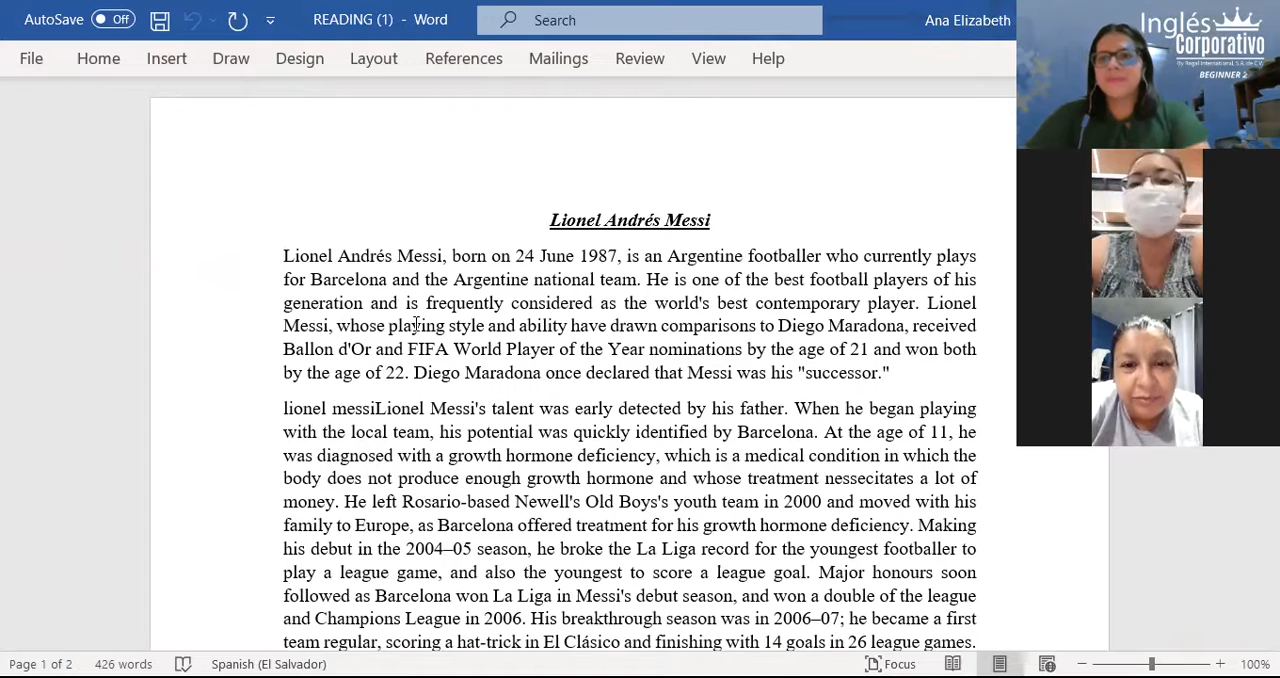 AutoSave Off READING (1) - Word Search Ana Elizabeth
Inglés
Corporativo
By Regal International, S.A. de C.V.
BEGINNER 2
File Home Insert Draw Design Layout References Mailings Review View Help
Lionel Andrés Messi
Lionel Andrés Messi, born on 24 June 1987, is an Argentine footballer who currently plays
for Barcelona and the Argentine national team. He is one of the best football players of his
generation and is frequently considered as the world's best contemporary player. Lionel
Messi, whose playing style and ability have drawn comparisons to Diego Maradona, received
Ballon d'Or and FIFA World Player of the Year nominations by the age of 21 and won both
by the age of 22. Diego Maradona once declared that Messi was his "successor."
lionel messiLionel Messi's talent was early detected by his father. When he began playing
with the local team, his potential was quickly identified by Barcelona. At the age of 11, he
was diagnosed with a growth hormone deficiency, which is a medical condition in which the
body does not produce enough growth hormone and whose treatment nessecitates a lot of
money. He left Rosario-based Newell's Old Boys's youth team in 2000 and moved with his
family to Europe, as Barcelona offered treatment for his growth hormone deficiency. Making
his debut in the 2004–05 season, he broke the La Liga record for the youngest footballer to
play a league game, and also the youngest to score a league goal. Major honours soon
followed as Barcelona won La Liga in Messi's debut season, and won a double of the league
and Champions League in 2006. His breakthrough season was in 2006–07; he became a first
team regular, scoring a hat-trick in El Clásico and finishing with 14 goals in 26 league games.
Page 1 of 2 426 words Spanish (El Salvador) Focus 100%